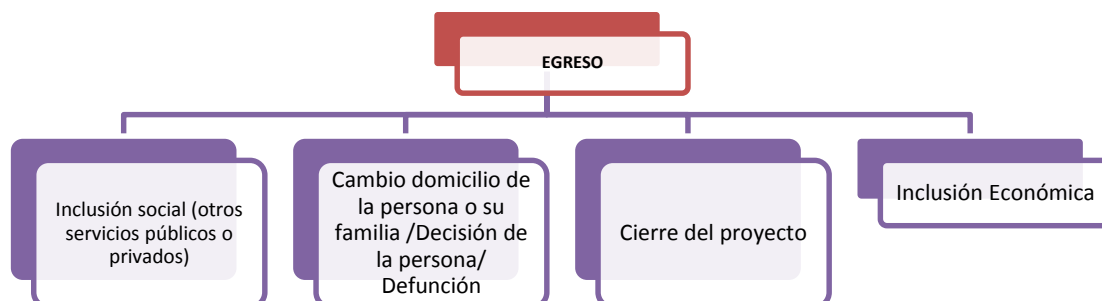 EGRESO
Inclusión social (otros
servicios públicos o
privados)
Cambio domicilio de
la persona o su
familia /Decisión de
la persona/
Defunción
Cierre del proyecto
Inclusión Económica